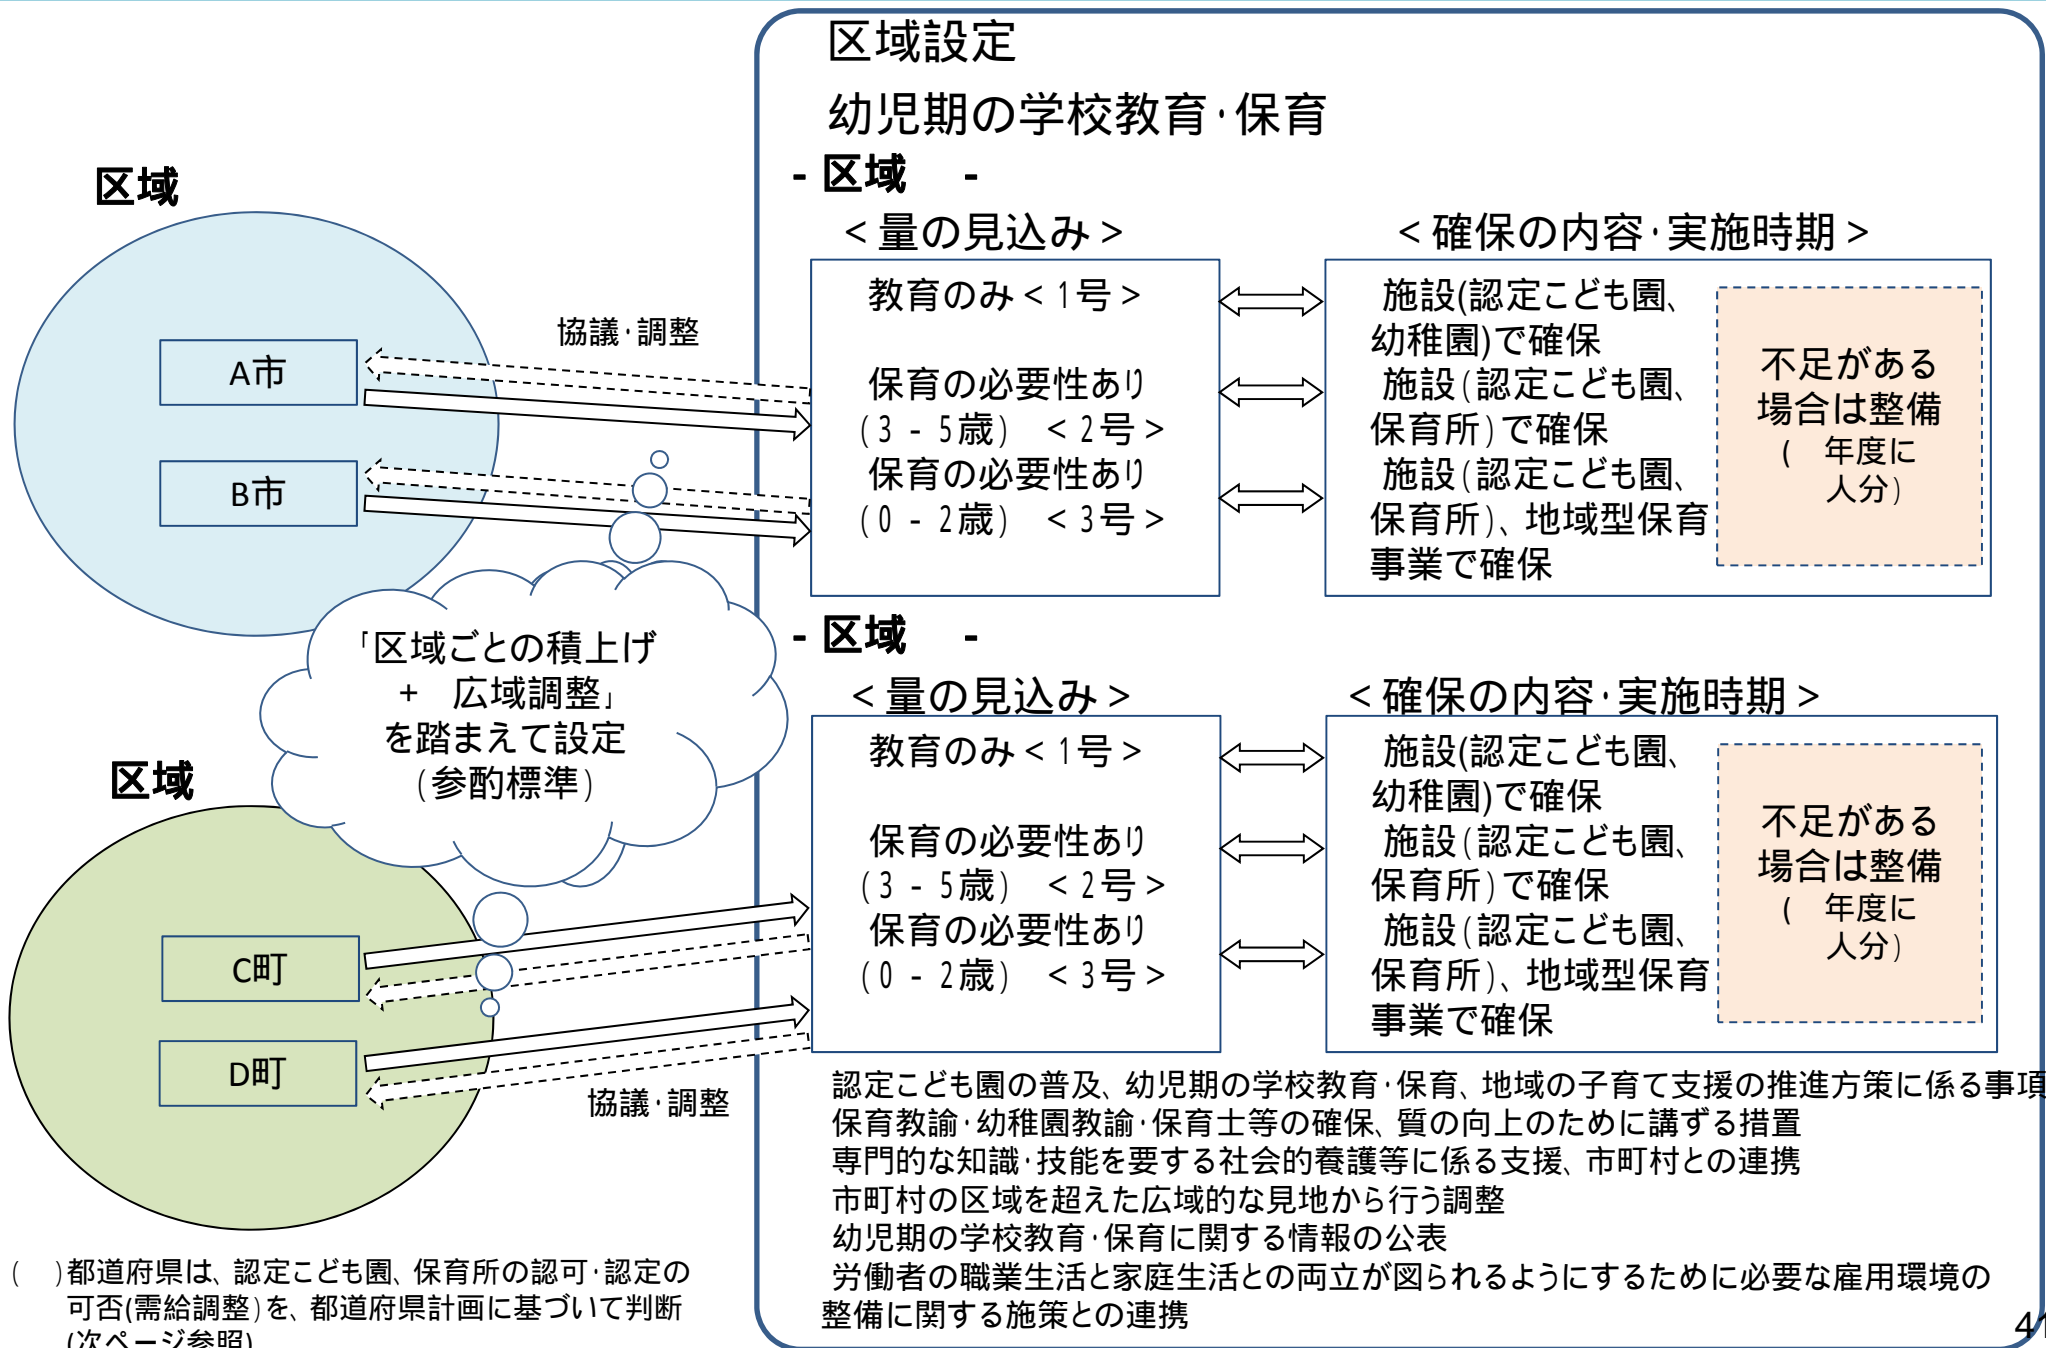 区域設定
幼児期の学校教育・保育
区域
- 区域　-
<量の見込み>
<確保の内容・実施時期>
教育のみ<1号>
保育の必要性あり
(3-5歳)　<2号>
保育の必要性あり
(0-2歳)　<3号>
施設(認定こども園、
幼稚園)で確保
施設(認定こども園、
保育所)で確保
施設(認定こども園、
保育所)、地域型保育
事業で確保
不足がある
場合は整備
(　年度に
人分)
協議・調整
A市
B市
「区域ごとの積上げ
+　広域調整」
を踏まえて設定
(参酌標準)
- 区域　-
<量の見込み>
<確保の内容・実施時期>
教育のみ<1号>
保育の必要性あり
(3-5歳)　<2号>
保育の必要性あり
(0-2歳)　<3号>
施設(認定こども園、
幼稚園)で確保
施設(認定こども園、
保育所)で確保
施設(認定こども園、
保育所)、地域型保育
事業で確保
不足がある
場合は整備
(　年度に
人分)
区域
C町
D町
協議・調整
認定こども園の普及、幼児期の学校教育・保育、地域の子育て支援の推進方策に係る事項
保育教諭・幼稚園教諭・保育士等の確保、質の向上のために講ずる措置
専門的な知識・技能を要する社会的養護等に係る支援、市町村との連携
市町村の区域を超えた広域的な見地から行う調整
幼児期の学校教育・保育に関する情報の公表
労働者の職業生活と家庭生活との両立が図られるようにするために必要な雇用環境の
整備に関する施策との連携
(　)都道府県は、認定こども園、保育所の認可・認定の
可否(需給調整)を、都道府県計画に基づいて判断
(次ページ参照)
41